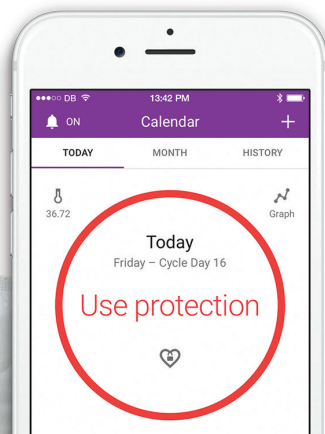 DB 13:42 PM
ON Calendar +
TODAY MONTH HISTORY
36.72 Graph
Today
Friday – Cycle Day 16
Use protection